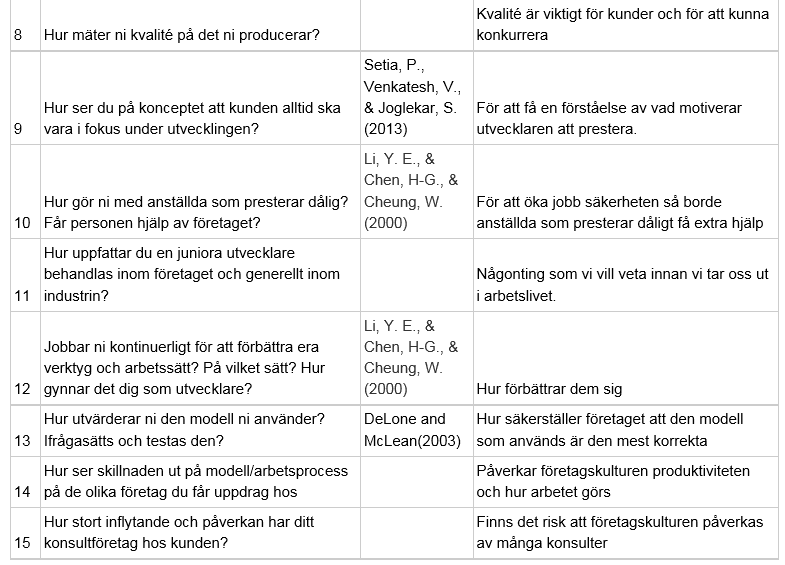 8
Hur mäter ni kvalité på det ni producerar?
Kvalité är viktigt för kunder och för att kunna
konkurrera
9
Hur ser du på konceptet att kunden alltid ska
vara i fokus under utvecklingen?
Setia, P.,
Venkatesh, V.,
& Joglekar, S.
(2013)
För att få en förståelse av vad motiverar
utvecklaren att prestera.
10
Hur gör ni med anställda som presterar dålig?
Får personen hjälp av företaget?
Li, Y. E., &
Chen, H-G., &
Cheung, W.
(2000)
För att öka jobb säkerheten så borde
anställda som presterar dåligt få extra hjälp
11
Hur uppfattar du en juniora utvecklare
behandlas inom företaget och generellt inom
industrin?
Någonting som vi vill veta innan vi tar oss ut
i arbetslivet.
12
Jobbar ni kontinuerligt för att förbättra era
verktyg och arbetssätt? På vilket sätt? Hur
gynnar det dig som utvecklare?
Li, Y. E., &
Chen, H-G., &
Cheung, W.
(2000)
Hur förbättrar dem sig
13
Hur utvärderar ni den modell ni använder?
Ifrågasätts och testas den?
DeLone and
McLean(2003)
Hur säkerställer företaget att den modell
som används är den mest korrekta
14
Hur ser skillnaden ut på modell/arbetsprocess
på de olika företag du får uppdrag hos
Påverkar företagskulturen produktiviteten
och hur arbetet görs
15
Hur stort inflytande och påverkan har ditt
konsultföretag hos kunden?
Finns det risk att företagskulturen påverkas
av många konsulter